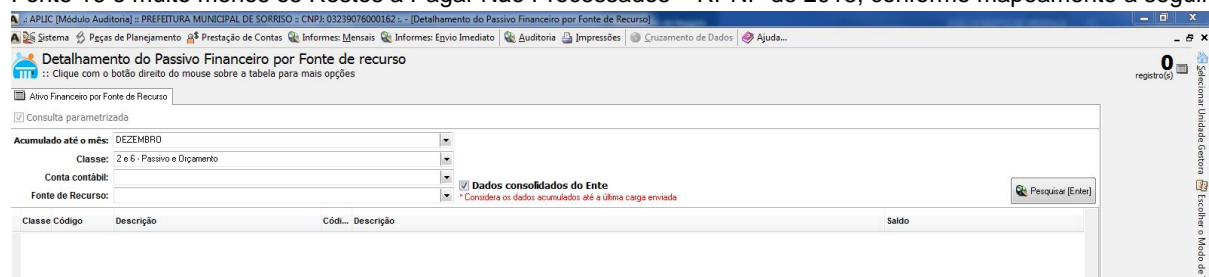 Fonte 18 e muito menos os Restos a Pagar Não Processados – RPNP de 2018, conforme mapeamento a seguir
.: APLIC [Módulo Auditoria] :: PREFEITURA MUNICIPAL DE SORRISO :: CNPJ: 03239076000162 :. - [Detalhamento do Passivo Financeiro por Fonte de Recurso]
Sistema Peças de Planejamento Prestação de Contas Informes: Mensais Informes: Envio Imediato Auditoria Impressões Cruzamento de Dados Ajuda...
Detalhamento do Passivo Financeiro por Fonte de recurso
:: Clique com o botão direito do mouse sobre a tabela para mais opções
0
registro(s)
Ativo Financeiro por Fonte de Recurso
Consulta parametrizada
Acumulado até o mês: DEZEMBRO
Classe: 2 e 6 - Passivo e Orçamento
Conta contábil:
Fonte de Recurso:
Dados consolidados do Ente
* Considera os dados acumulados até a última carga enviada
Pesquisar [Enter]
Classe Código Descrição Códi... Descrição Saldo
Selecionar Unidade Gestora Escolher o Modo de